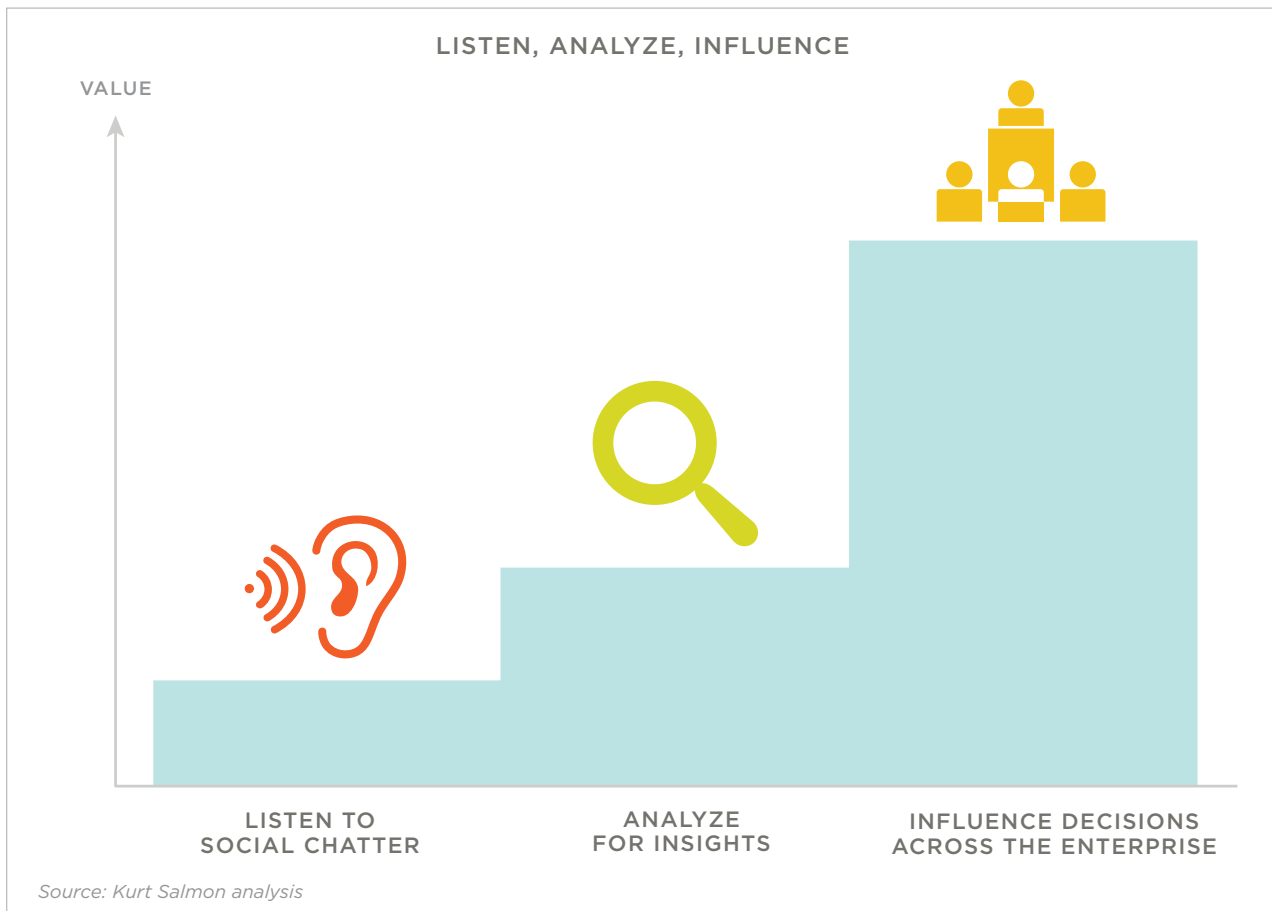 LISTEN, ANALYZE, INFLUENCE
VALUE
LISTEN TO
SOCIAL CHATTER
ANALYZE
FOR INSIGHTS
INFLUENCE DECISIONS
ACROSS THE ENTERPRISE
Source: Kurt Salmon analysis